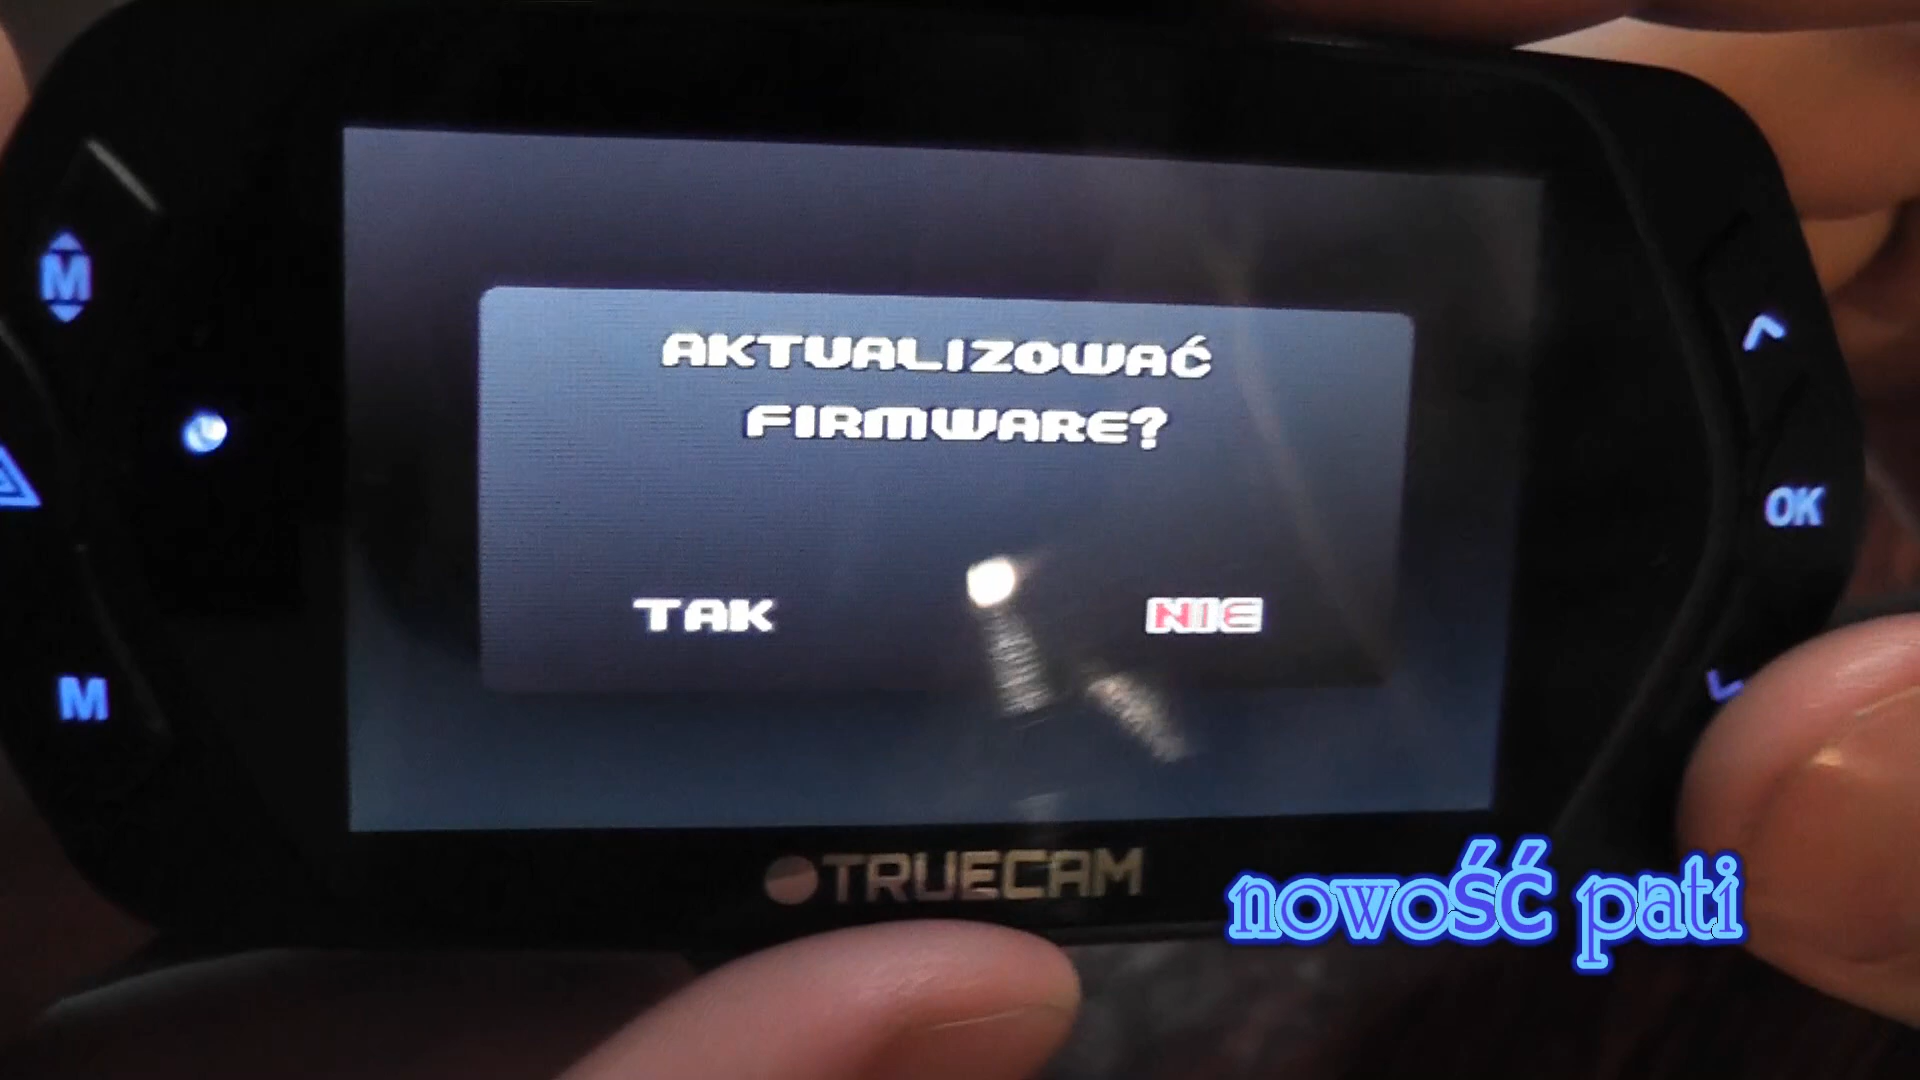 M
AKTUALIZOWAĆ
FIRMWARE?
OK
TAK NIE
M
TRUECAM
nowość pati